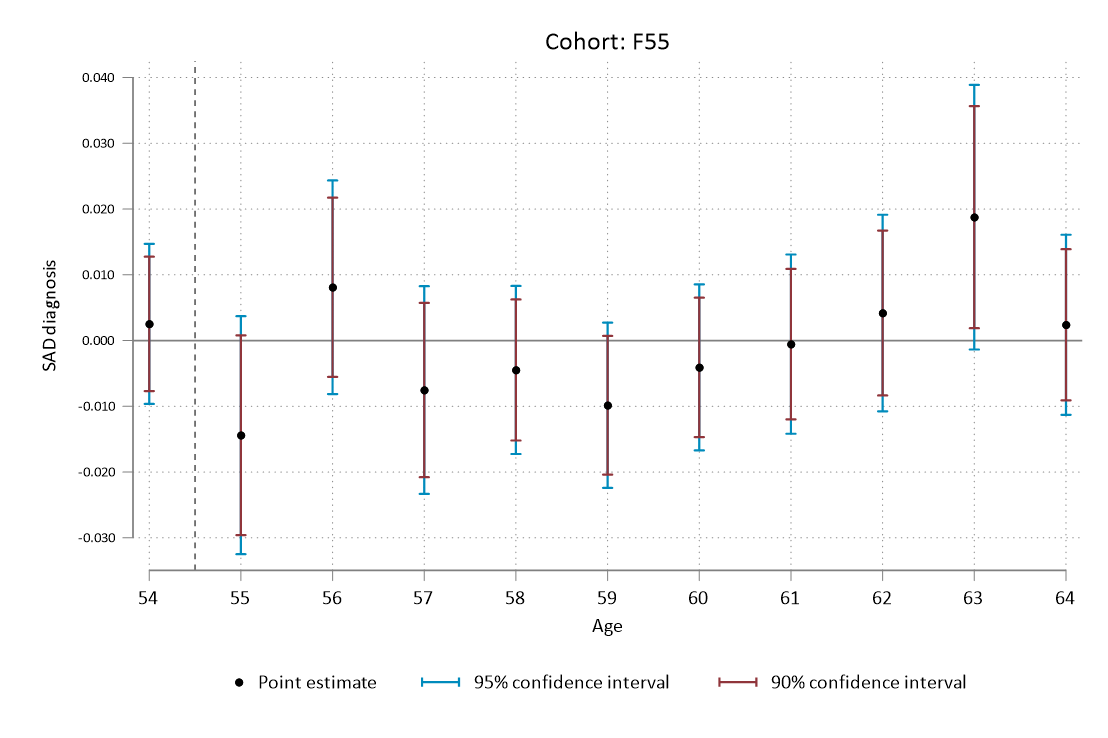 Cohort: F55
0.040
0.030
0.020
0.010
0.000
-0.010
-0.020
-0.030
SAD diagnosis
54 55 56 57 58 59 60 61 62 63 64
Age
Point estimate 95% confidence interval 90% confidence interval